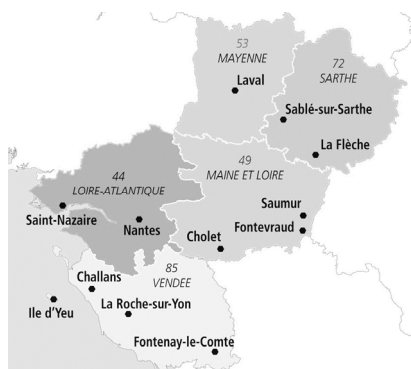 53
MAYENNE
Laval
72
SARTHE
Sablé-sur-Sarthe
La Flèche
44
LOIRE-ATLANTIQUE
49
MAINE ET LOIRE
Saint-Nazaire
Nantes
Saumur
Fontevraud
Cholet
85
VENDEE
Challans
La Roche-sur-Yon
Ile d'Yeu
Fontenay-le-Comte